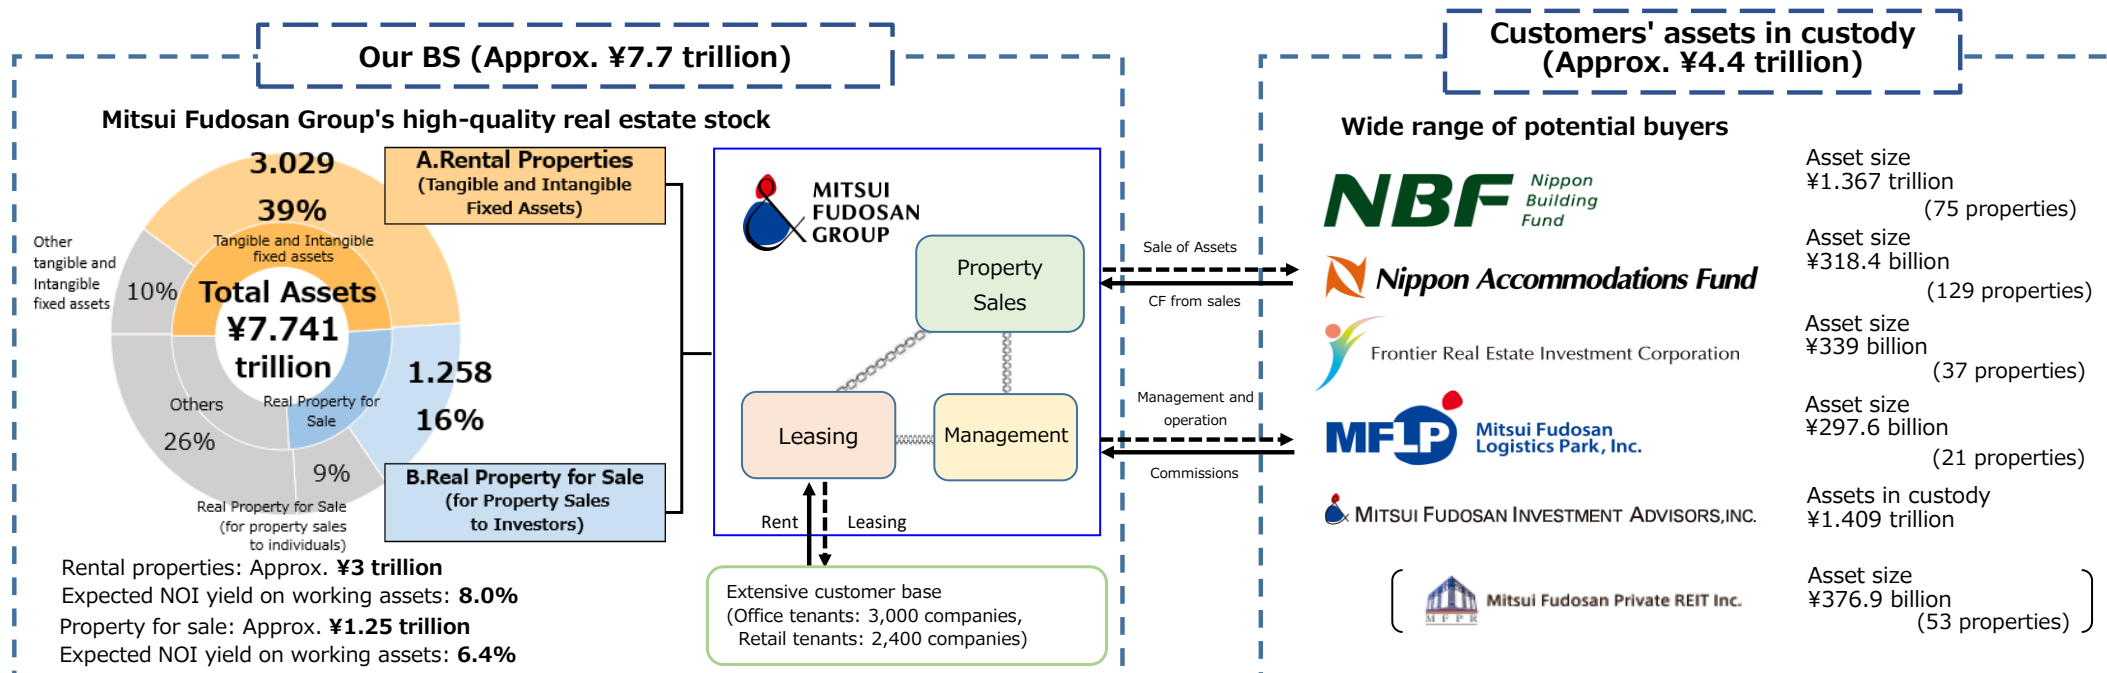 Our BS (Approx. ¥7.7 trillion)
Mitsui Fudosan Group's high-quality real estate stock
3.029
39%
Tangible and Intangible
fixed assets
Other
tangible and
Intangible
fixed assets
10%
Total Assets
¥7.741
trillion
1.258
16%
Others
26%
Real Property for
Sale
9%
Real Property for Sale
(for property sales
to individuals)
A.Rental Properties
(Tangible and Intangible
Fixed Assets)
B.Real Property for Sale
(for Property Sales
to Investors)
Rental properties: Approx. ¥3 trillion
Expected NOI yield on working assets: 8.0%
Property for sale: Approx. ¥1.25 trillion
Expected NOI yield on working assets: 6.4%
MITSUI
FUDOSAN
GROUP
Property
Sales
Leasing
Management
Rent
Leasing
Extensive customer base
(Office tenants: 3,000 companies,
Retail tenants: 2,400 companies)
Sale of Assets
CF from sales
Management and
operation
Commissions
Customers' assets in custody
(Approx. ¥4.4 trillion)
Wide range of potential buyers
NBF
Nippon
Building
Fund
Asset size
¥1.367 trillion
(75 properties)
Nippon Accommodations Fund
Asset size
¥318.4 billion
(129 properties)
Frontier Real Estate Investment Corporation
Asset size
¥339 billion
(37 properties)
MFLP
Mitsui Fudosan
Logistics Park, Inc.
Asset size
¥297.6 billion
(21 properties)
MITSUI FUDOSAN INVESTMENT ADVISORS,INC.
Assets in custody
¥1.409 trillion
MFPR
Mitsui Fudosan Private REIT Inc.
Asset size
¥376.9 billion
(53 properties)